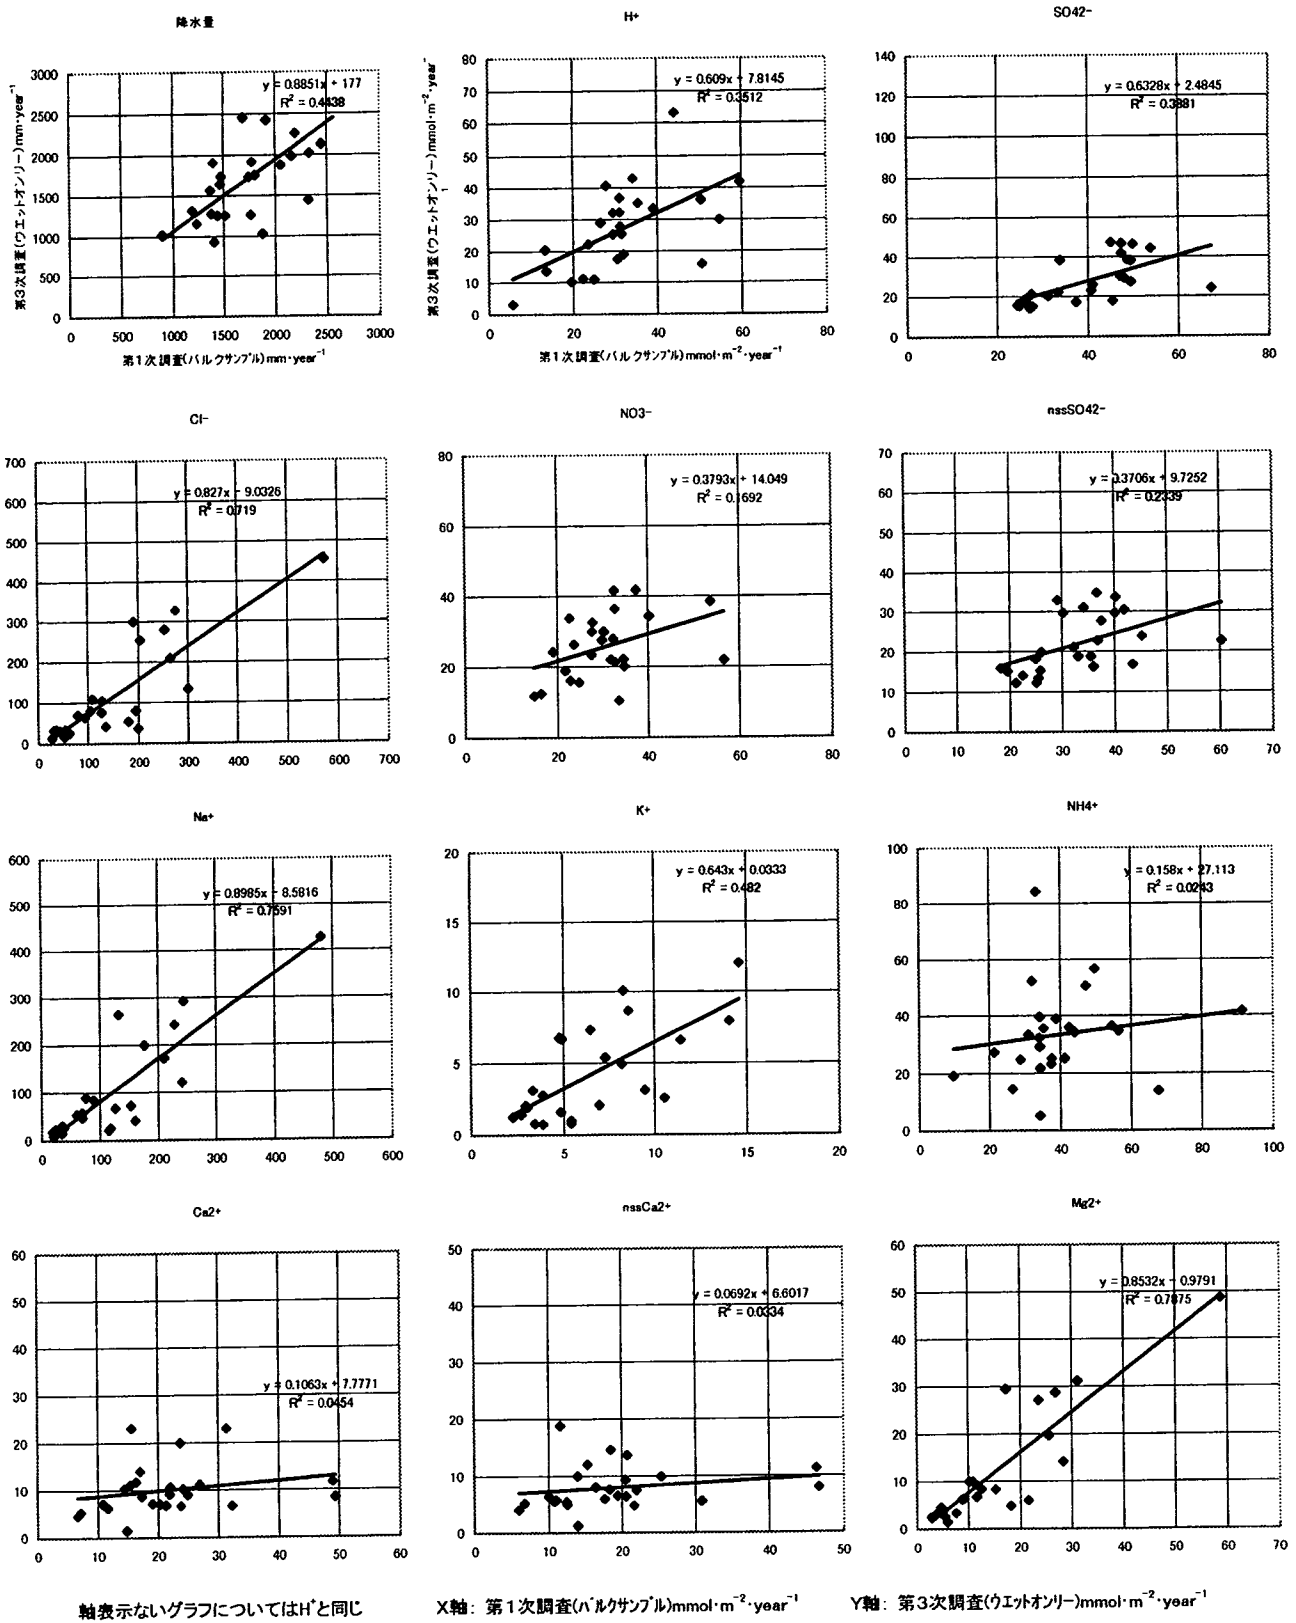 降水量
y = 0.8851x + 177
R² = 0.4438
3000
2500
2000
1500
1000
500
0
0 500 1000 1500 2000 2500 3000
第3次調査(ウエットオンリー)mm·year⁻¹
第1次調査(バルクサンプル)mm·year⁻¹
H+
y = 0.609x + 7.8145
R² = 0.3512
80
70
60
50
40
30
20
10
0
0 20 40 60 80
第3次調査(ウエットオンリー)mmol·m⁻²·year⁻¹
第1次調査(バルクサンプル)mmol·m⁻²·year⁻¹
SO42-
y = 0.6328x + 2.4845
R² = 0.3881
140
120
100
80
60
40
20
0
0 20 40 60 80
Cl-
y = 0.827x - 9.0326
R² = 0.719
700
600
500
400
300
200
100
0
0 100 200 300 400 500 600 700
NO3-
y = 0.3793x + 14.049
R² = 0.1692
80
60
40
20
0
0 20 40 60 80
nssSO42-
y = 0.3706x + 9.7252
R² = 0.2339
70
60
50
40
30
20
10
0
0 10 20 30 40 50 60 70
Na+
y = 0.8985x - 8.5816
R² = 0.7591
600
500
400
300
200
100
0
0 100 200 300 400 500 600
K+
y = 0.643x + 0.0333
R² = 0.482
20
15
10
5
0
0 5 10 15 20
NH4+
y = 0.158x + 27.113
R² = 0.0243
100
80
60
40
20
0
0 20 40 60 80 100
Ca2+
y = 0.1063x + 7.7771
R² = 0.0454
60
50
40
30
20
10
0
0 10 20 30 40 50 60
nssCa2+
y = 0.0692x + 6.6017
R² = 0.0334
50
40
30
20
10
0
0 10 20 30 40 50
Mg2+
y = 0.8532x - 0.9791
R² = 0.7875
60
50
40
30
20
10
0
0 10 20 30 40 50 60 70
軸表示ないグラフについてはH⁺と同じ X軸: 第1次調査(バルクサンプル)mmol·m⁻²·year⁻¹ Y軸: 第3次調査(ウエットオンリー)mmol·m⁻²·year⁻¹